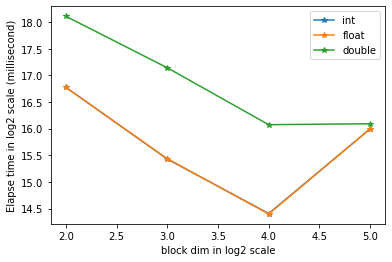 int
float
double
18.0
17.5
17.0
16.5
16.0
15.5
15.0
14.5
Elapse time in log2 scale (millisecond)
2.0 2.5 3.0 3.5 4.0 4.5 5.0
block dim in log2 scale